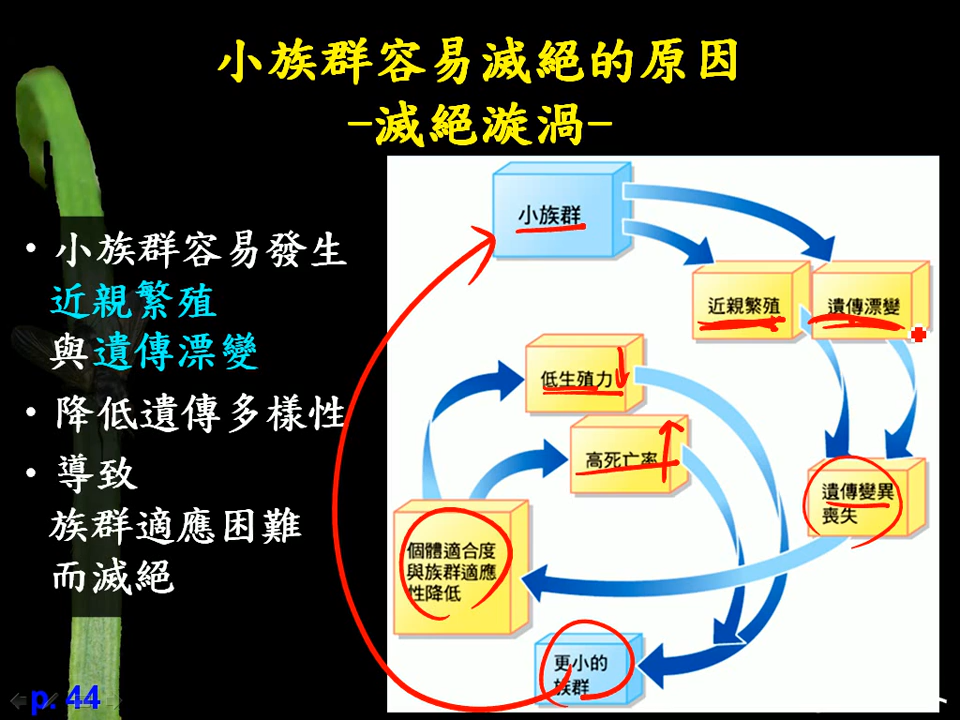 小族群容易滅絕的原因
-滅絕漩渦-
• 小族群容易發生
近親繁殖
與遺傳漂變
• 降低遺傳多樣性
• 導致
族群適應困難
而滅絕
小族群
近親繁殖
遺傳漂變
低生殖力
高死亡率
遺傳變異
喪失
個體適合度
與族群適應
性降低
更小的
族群
p. 44